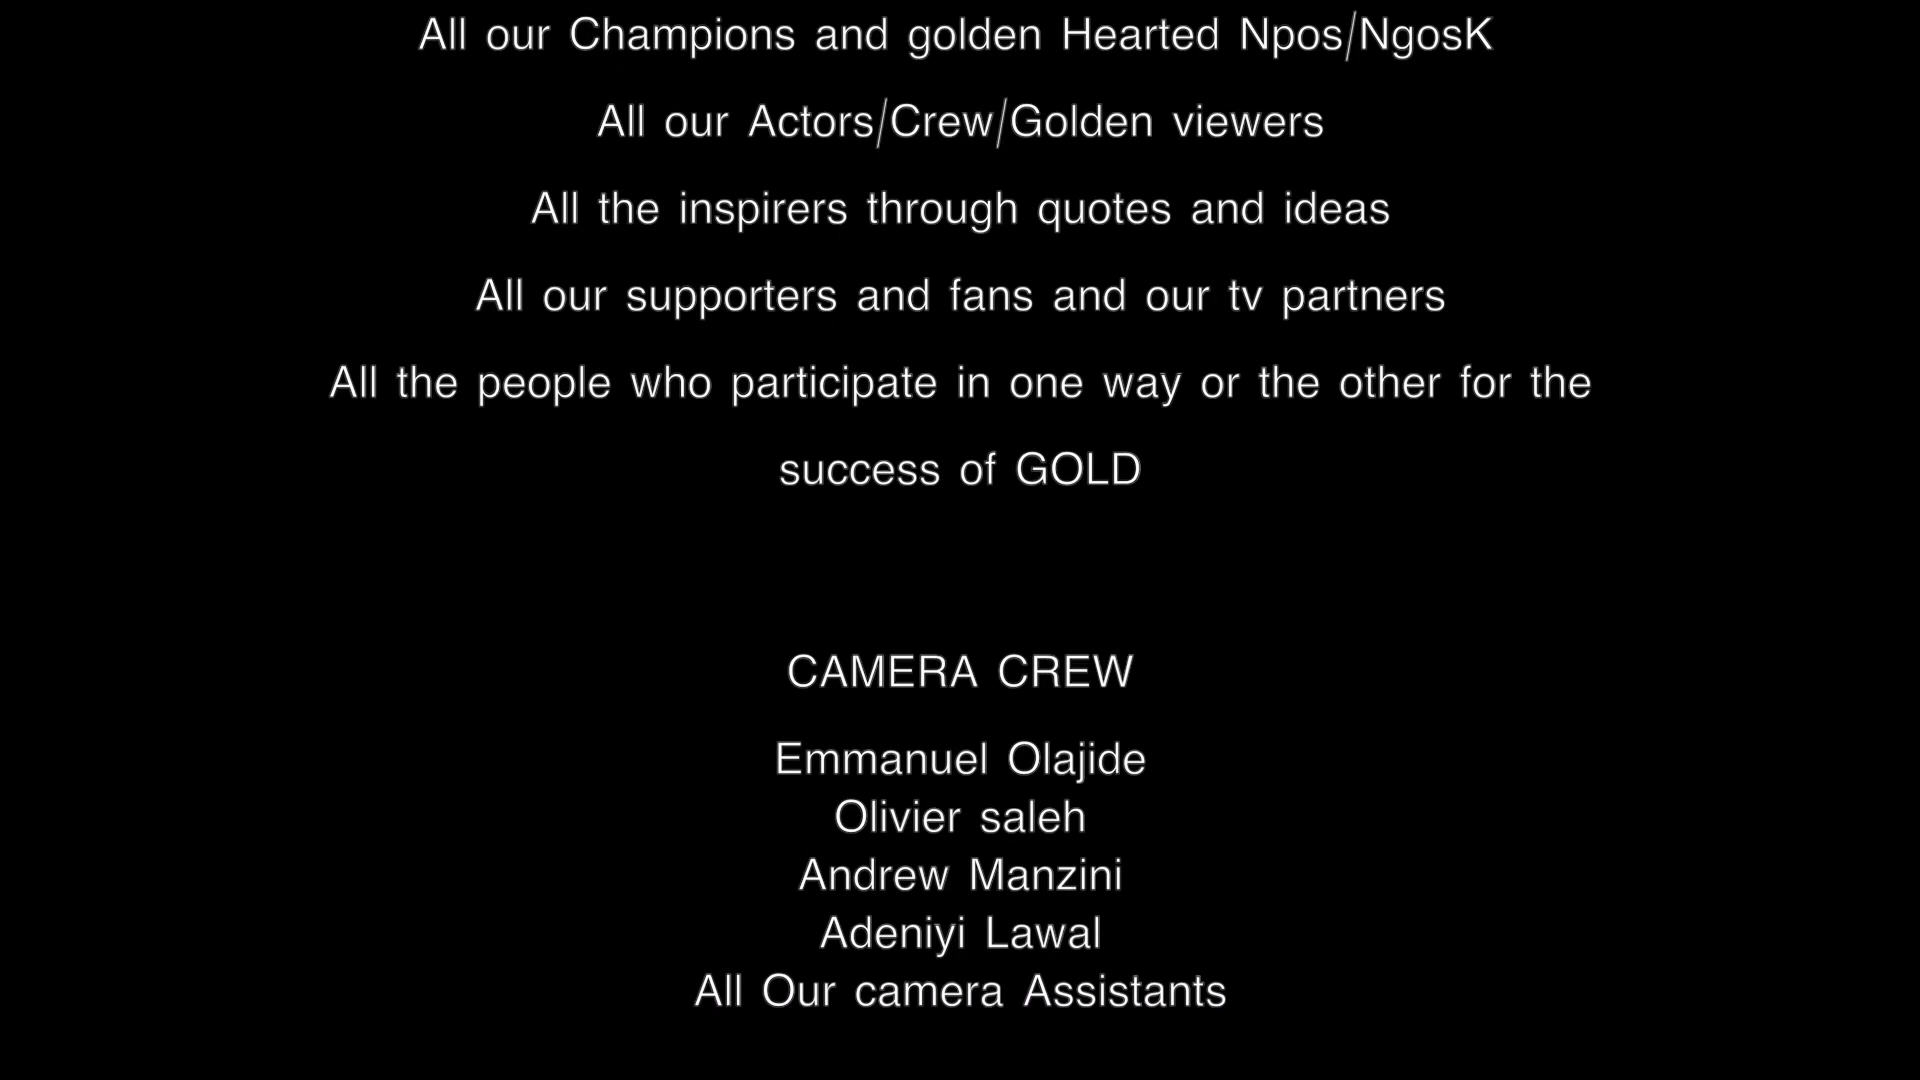 All our Champions and golden Hearted Npos/NgosK
All our Actors/Crew/Golden viewers
All the inspirers through quotes and ideas
All our supporters and fans and our tv partners
All the people who participate in one way or the other for the
success of GOLD
CAMERA CREW
Emmanuel Olajide
Olivier saleh
Andrew Manzini
Adeniyi Lawal
All Our camera Assistants